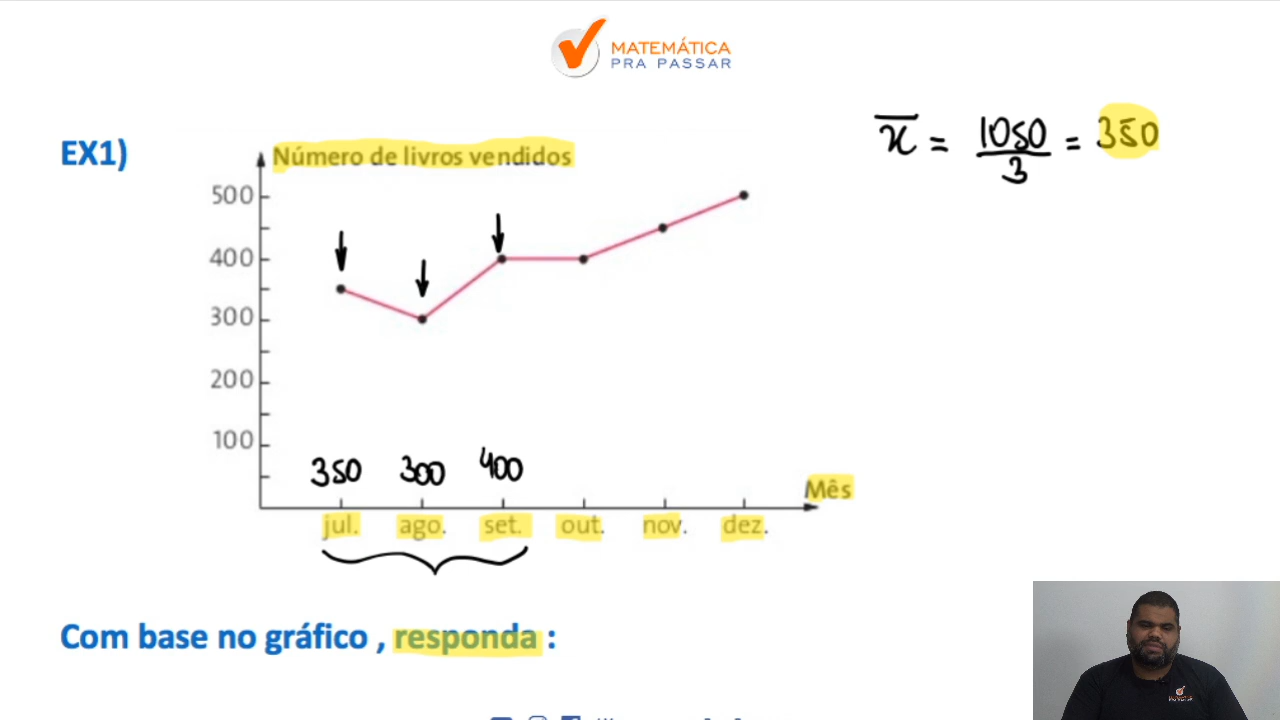 MATEMÁTICA
PRA PASSAR
x̄ = 1050/3 = 350
EX1)
Número de livros vendidos
500
400
300
200
100
350 300 400
Mês
jul. ago. set. out. nov. dez.
Com base no gráfico , responda :